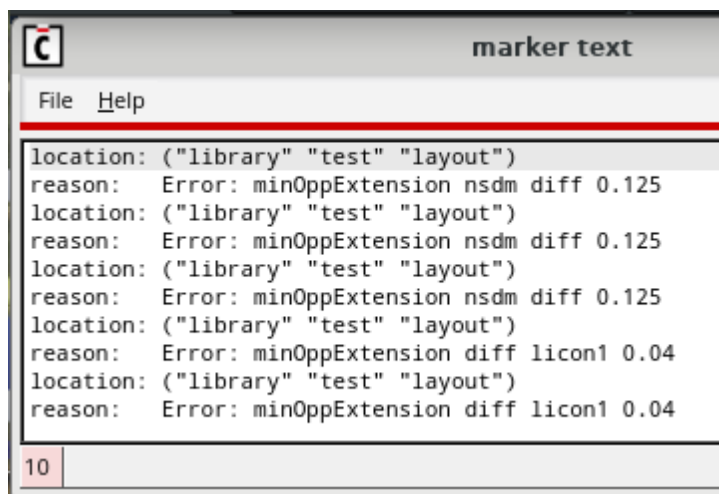 marker text
File Help
location: ("library" "test" "layout")
reason: Error: minOppExtension nsdm diff 0.125
location: ("library" "test" "layout")
reason: Error: minOppExtension nsdm diff 0.125
location: ("library" "test" "layout")
reason: Error: minOppExtension nsdm diff 0.125
location: ("library" "test" "layout")
reason: Error: minOppExtension diff licon1 0.04
location: ("library" "test" "layout")
reason: Error: minOppExtension diff licon1 0.04
10